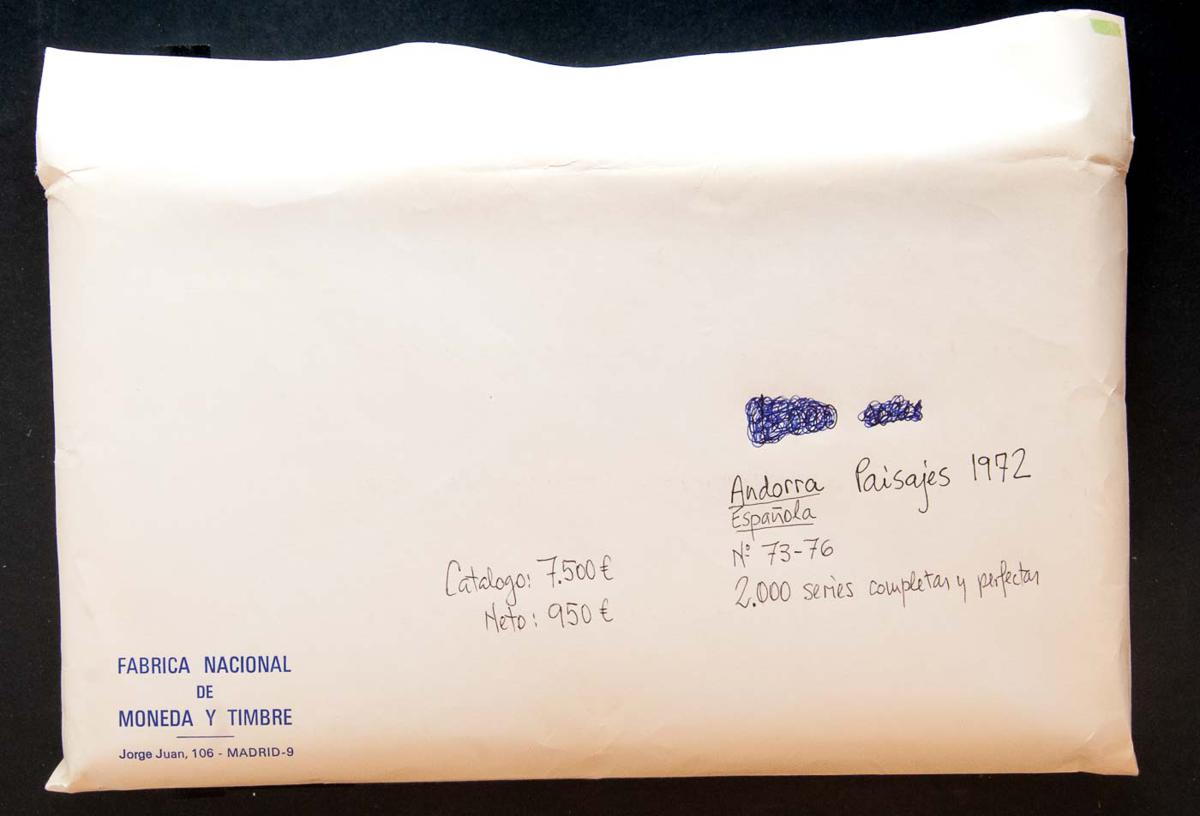 Andorra Paisajes 1972
Española
Nº 73-76
2.000 series completas y perfectas
Catalogo: 7.500 €
Neto: 950 €
FABRICA NACIONAL
DE
MONEDA Y TIMBRE
Jorge Juan, 106 - MADRID-9